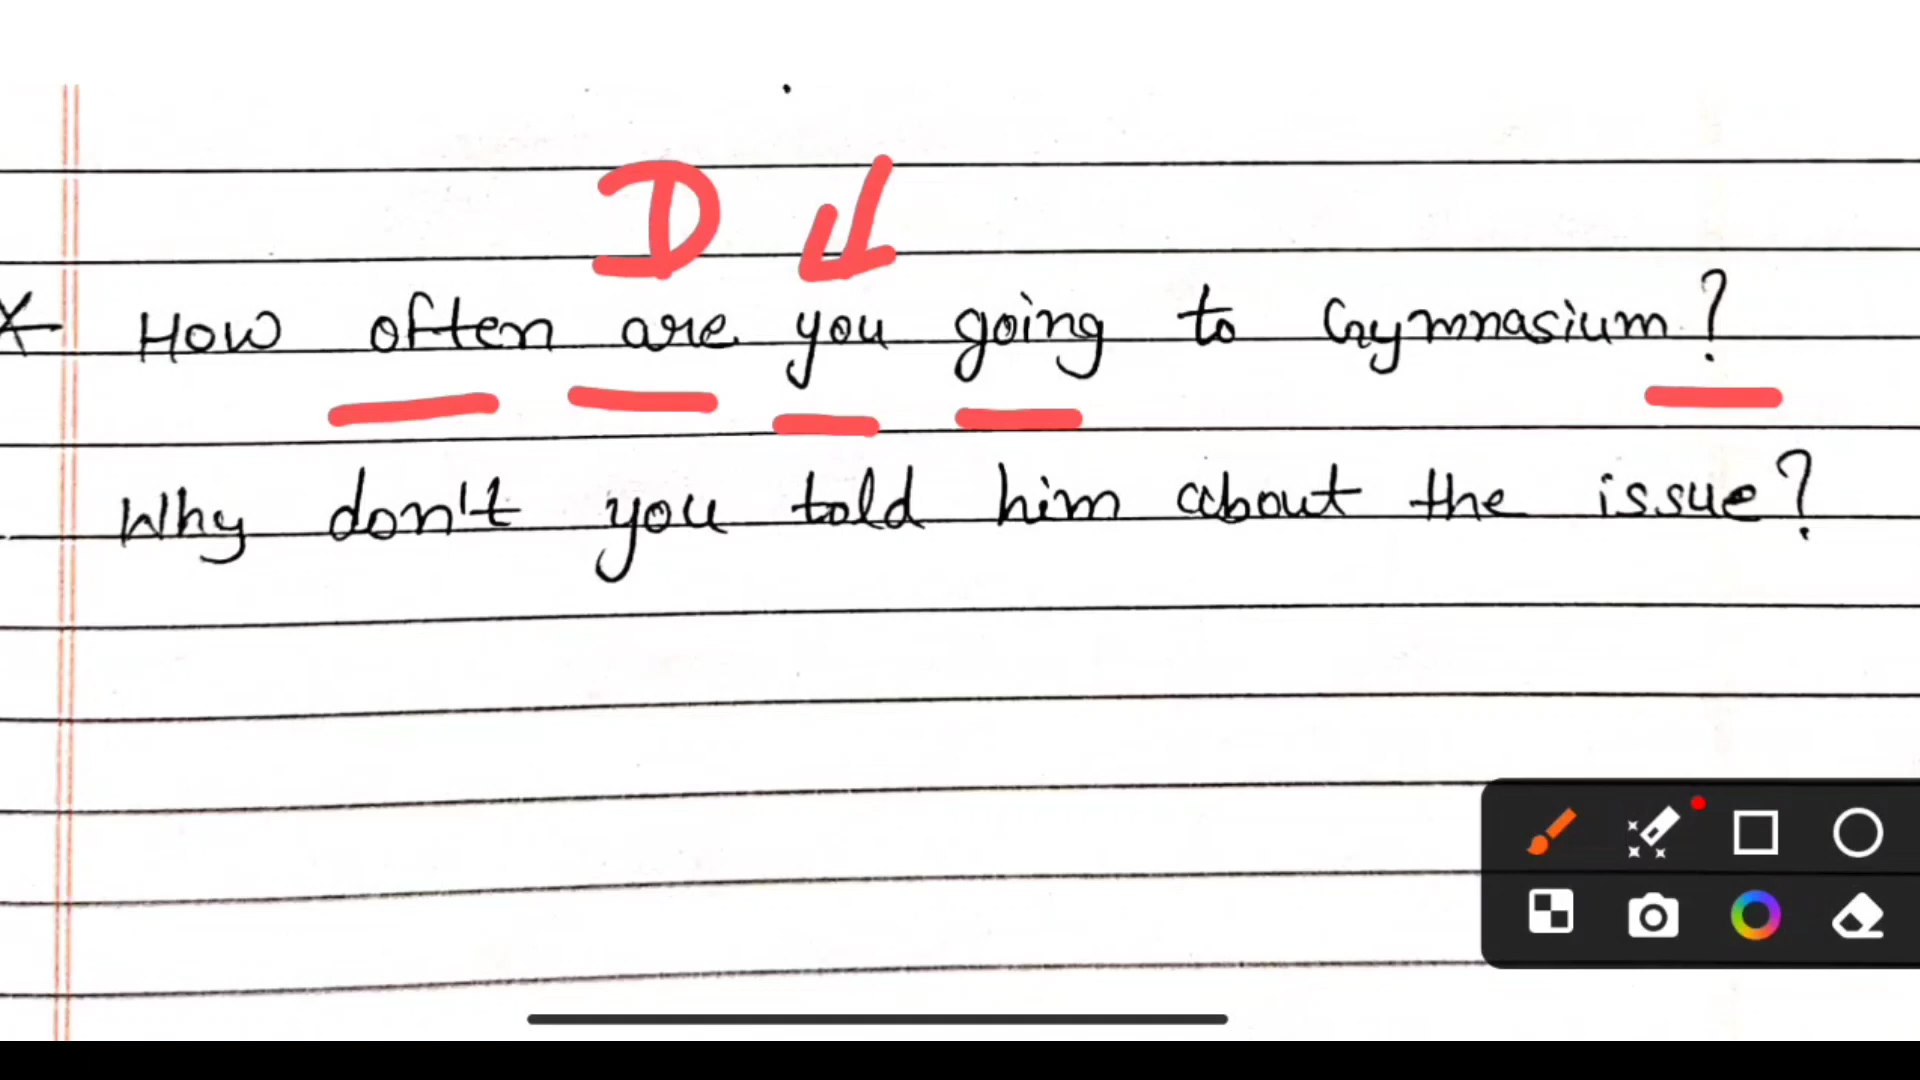 How often are you going to Gymnasium?
Why don't you told him about the issue?